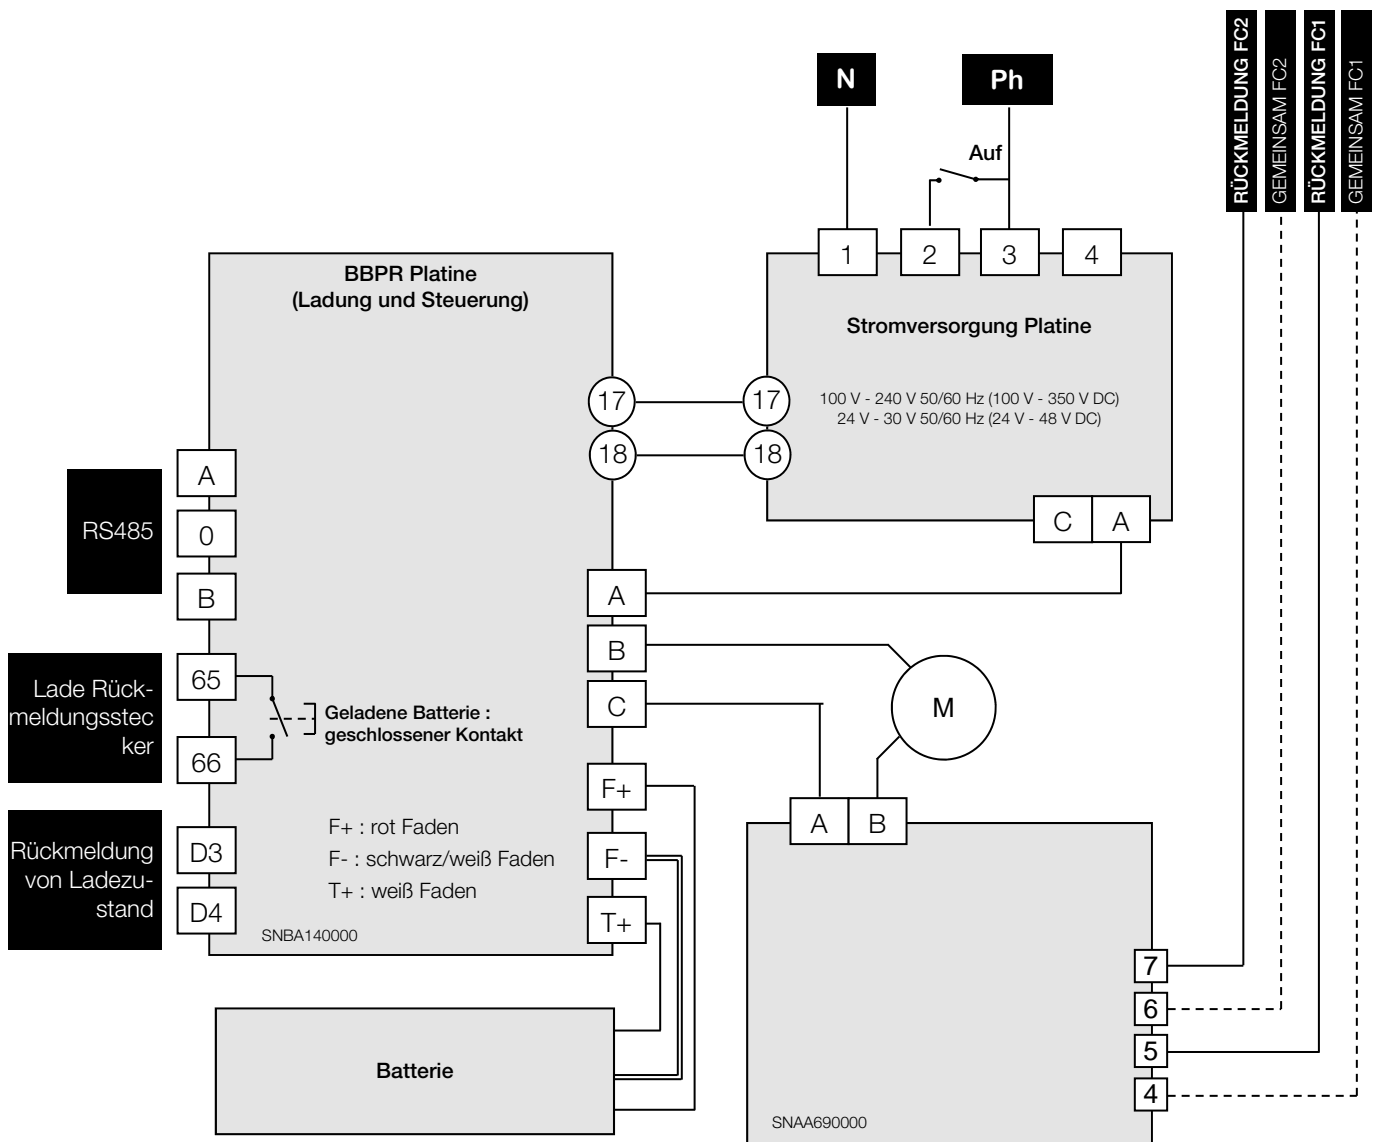 RÜCKMELDUNG FC2
GEMEINSAM FC2
RÜCKMELDUNG FC1
GEMEINSAM FC1
N
Ph
Auf
1
2
3
4
BBPR Platine
(Ladung und Steuerung)
Stromversorgung Platine
100 V - 240 V 50/60 Hz (100 V - 350 V DC)
24 V - 30 V 50/60 Hz (24 V - 48 V DC)
17
17
18
18
C
A
RS485
A
0
B
A
B
C
M
Lade Rück-
meldungsstec
ker
65
66
Geladene Batterie :
geschlossener Kontakt
F+
F-
T+
F+ : rot Faden
F- : schwarz/weiß Faden
T+ : weiß Faden
Rückmeldung
von Ladezu-
stand
D3
D4
SNBA140000
A
B
7
6
5
4
Batterie
SNAA690000